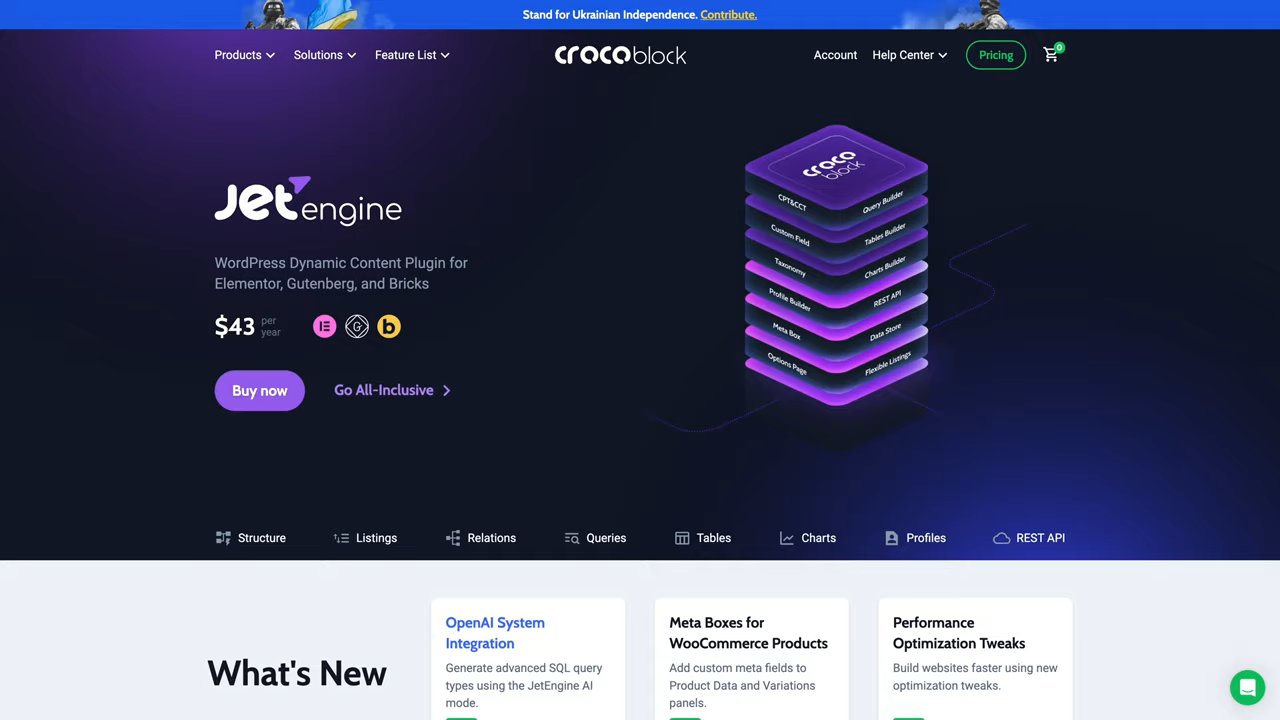 Stand for Ukrainian Independence. Contribute.
Products
Solutions
Feature List
crocoblock
Account
Help Center
Pricing
0
Jet engine
WordPress Dynamic Content Plugin for
Elementor, Gutenberg, and Bricks
$43 per
year
Buy now
Go All-Inclusive
croco
block
CPT&CCT
Query Builder
Custom Field
Tables Builder
Taxonomy
Charts Builder
Profile Builder
REST API
Meta Box
Data Store
Options Page
Flexible Listings
Structure
Listings
Relations
Queries
Tables
Charts
Profiles
REST API
What's New
OpenAI System
Integration
Generate advanced SQL query
types using the JetEngine AI
mode.
Meta Boxes for
WooCommerce Products
Add custom meta fields to
Product Data and Variations
panels.
Performance
Optimization Tweaks
Build websites faster using new
optimization tweaks.